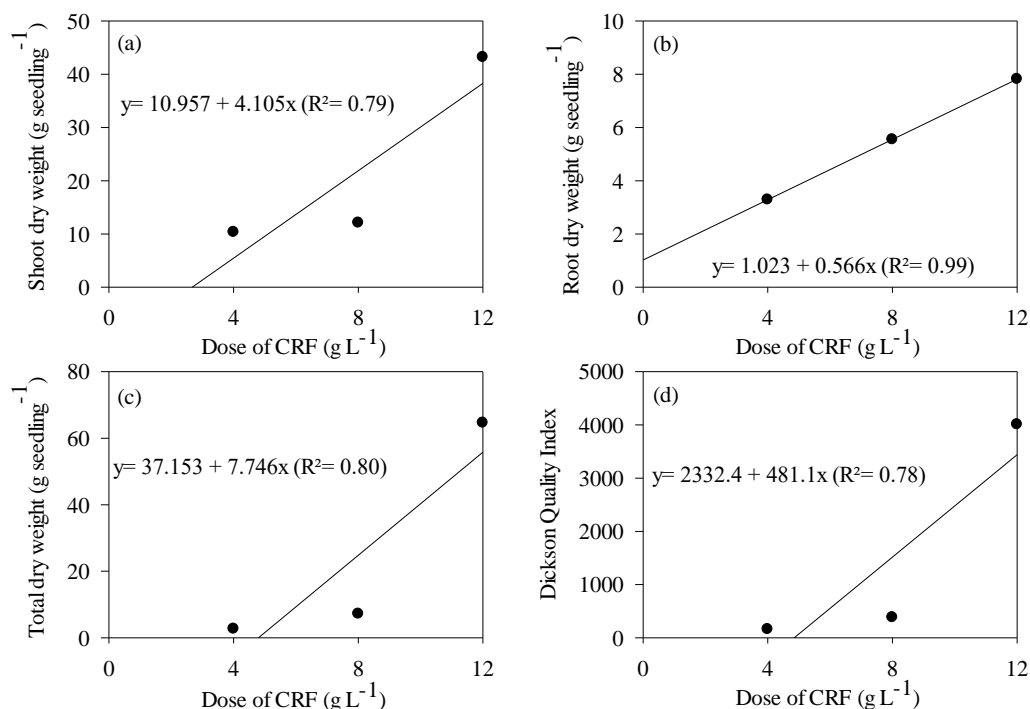 (a)
Shoot dry weight (g seedling⁻¹)
50
40
30
20
10
0
y= 10.957 + 4.105x (R²= 0.79)
0 4 8 12
Dose of CRF (g L⁻¹)
(b)
Root dry weight (g seedling⁻¹)
10
8
6
4
2
0
y= 1.023 + 0.566x (R²= 0.99)
0 4 8 12
Dose of CRF (g L⁻¹)
(c)
Total dry weight (g seedling⁻¹)
80
60
40
20
0
y= 37.153 + 7.746x (R²= 0.80)
0 4 8 12
Dose of CRF (g L⁻¹)
(d)
Dickson Quality Index
5000
4000
3000
2000
1000
0
y= 2332.4 + 481.1x (R²= 0.78)
0 4 8 12
Dose of CRF (g L⁻¹)